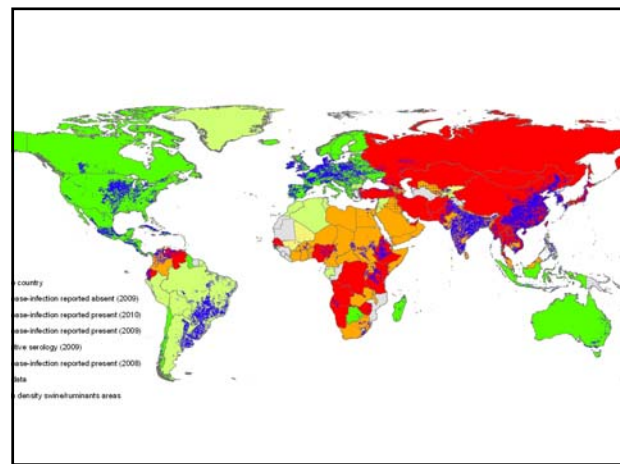 country
ase-infection reported absent (2009)
ase-infection reported present (2010)
ase-infection reported present (2009)
tive serology (2009)
ase-infection reported present (2008)
data
density swine/ruminants areas